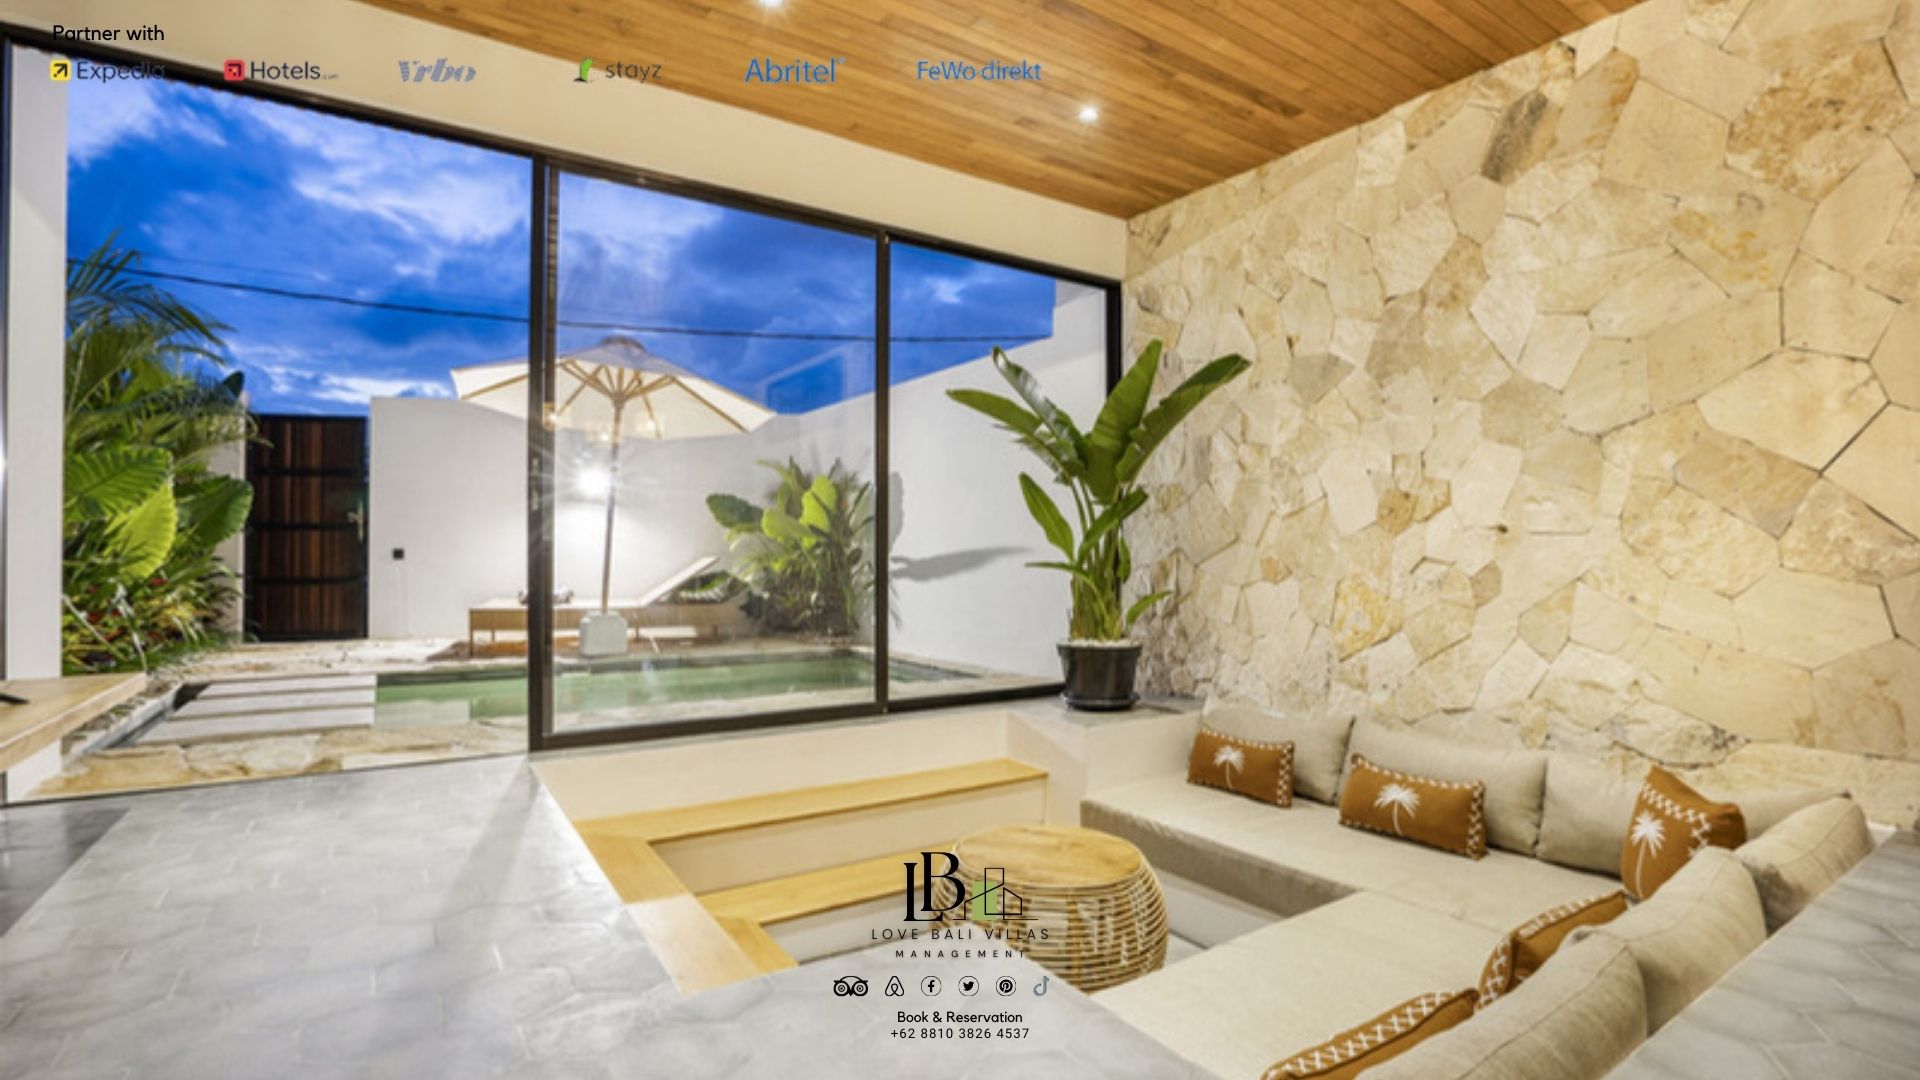 Partner with
Expedia Hotels.com Vrbo stayz Abritel FeWo-direkt
LB
LOVE BALI VILLAS
MANAGEMENT
Book & Reservation
+62 8810 3826 4537